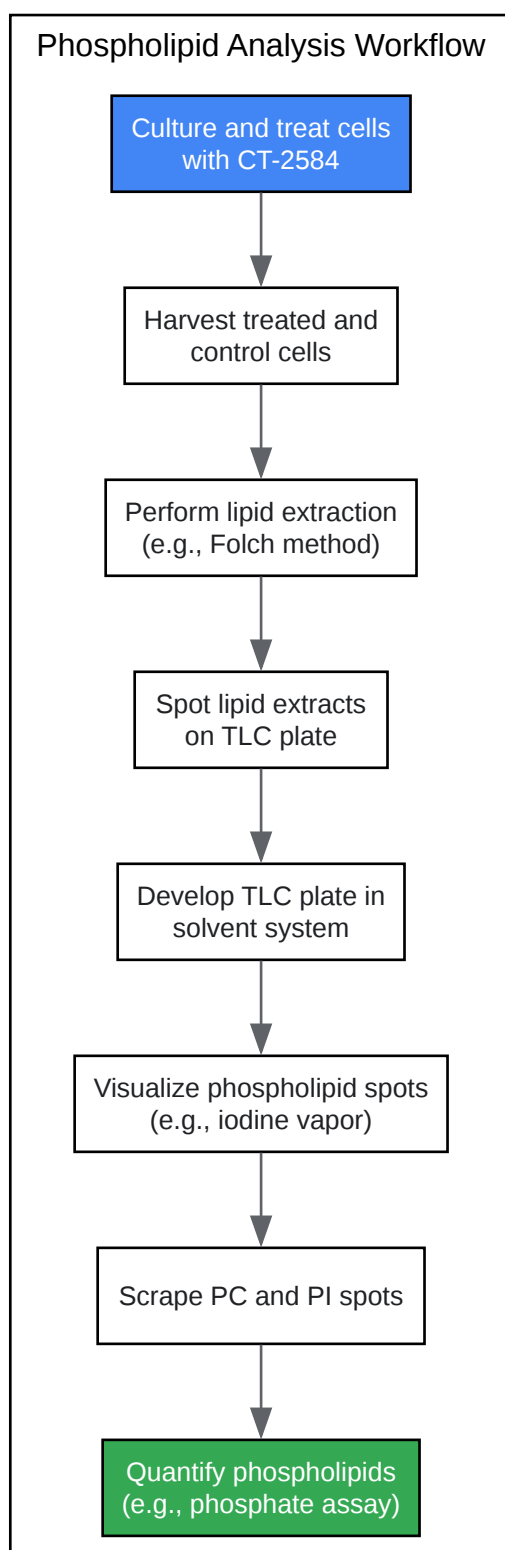 Phospholipid Analysis Workflow
Culture and treat cells
with CT-2584
Harvest treated and
control cells
Perform lipid extraction
(e.g., Folch method)
Spot lipid extracts
on TLC plate
Develop TLC plate in
solvent system
Visualize phospholipid spots
(e.g., iodine vapor)
Scrape PC and PI spots
Quantify phospholipids
(e.g., phosphate assay)